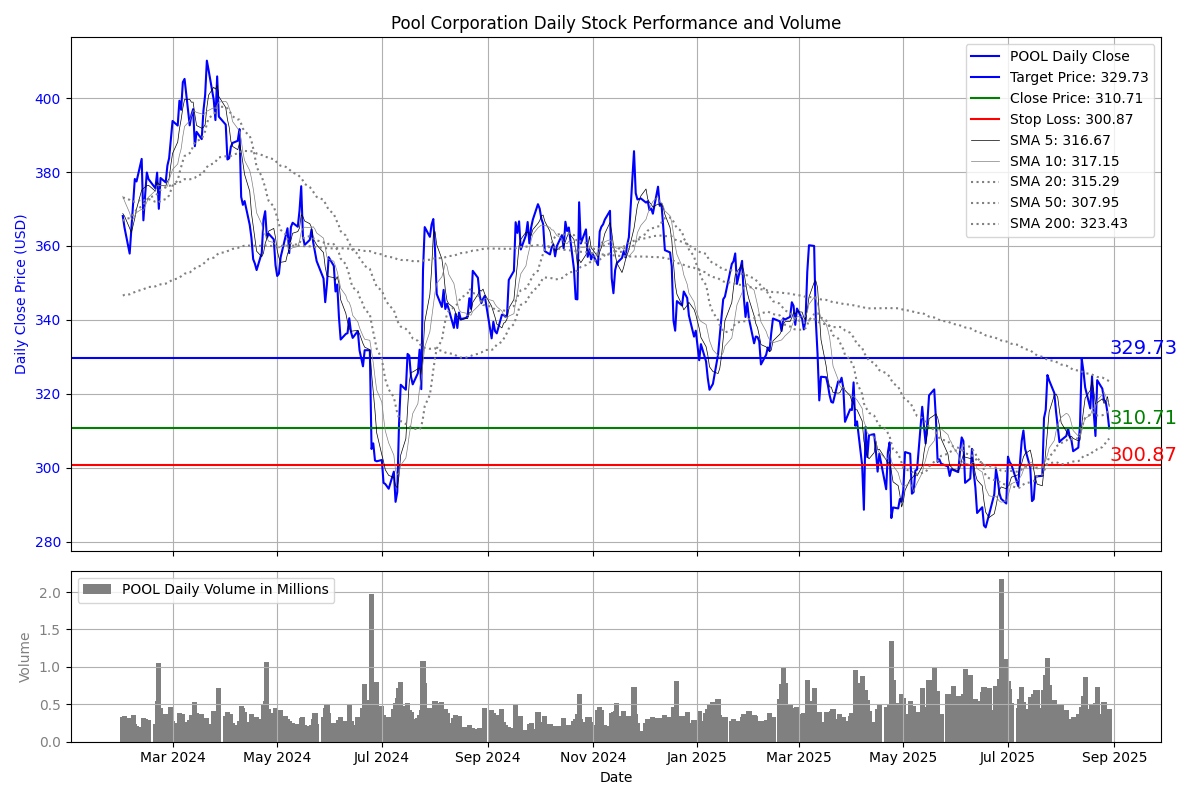 Pool Corporation Daily Stock Performance and Volume
Daily Close Price (USD)
400
380
360
340
320
300
280
POOL Daily Close
Target Price: 329.73
Close Price: 310.71
Stop Loss: 300.87
SMA 5: 316.67
SMA 10: 317.15
SMA 20: 315.29
SMA 50: 307.95
SMA 200: 323.43
329.73
310.71
300.87
Volume
2.0
1.5
1.0
0.5
0.0
POOL Daily Volume in Millions
Mar 2024
May 2024
Jul 2024
Sep 2024
Nov 2024
Jan 2025
Mar 2025
May 2025
Jul 2025
Sep 2025
Date